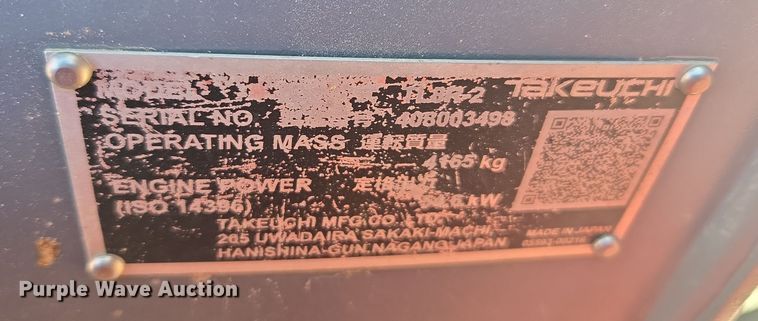 MODEL TAKEUCHI
SERIAL NO 408003498
OPERATING MASS 運転質量
4165 kg
ENGINE POWER kW
(ISO 14396)
TAKEUCHI MFG.CO.,LTD.
205 UWADAIRA,SAKAKI-MACHI,
HANISHINA-GUN,NAGANO,JAPAN
MADE IN JAPAN
Purple Wave Auction